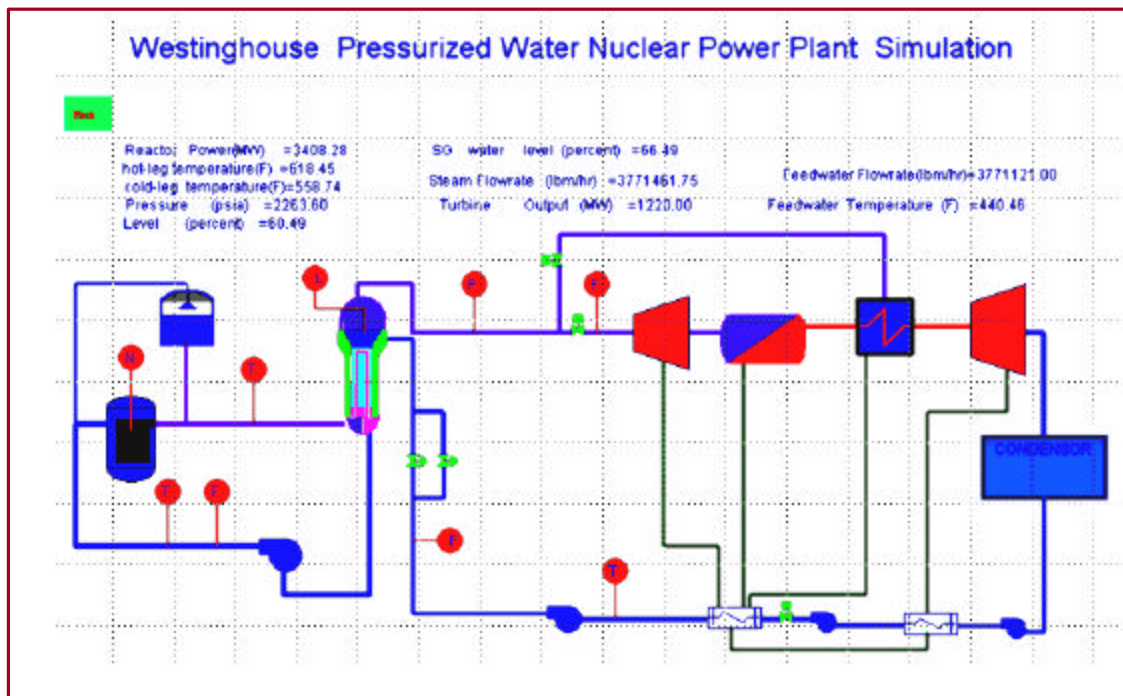 Westinghouse Pressurized Water Nuclear Power Plant Simulation
Reactor Power(MW) =3408.28
hot-leg temperature(F) =618.45
cold-leg temperature(F)=558.74
Pressure (psia) =2263.60
Level (percent) =60.49
SG water level (percent) =66.49
Steam Flowrate (lbm/hr) =3771461.75
Turbine Output (MW) =1220.00
Feedwater Flowrate(lbm/hr)=3771121.00
Feedwater Temperature (F) =440.46
L
P
F
N
T
CONDENSOR
T
F
F
T